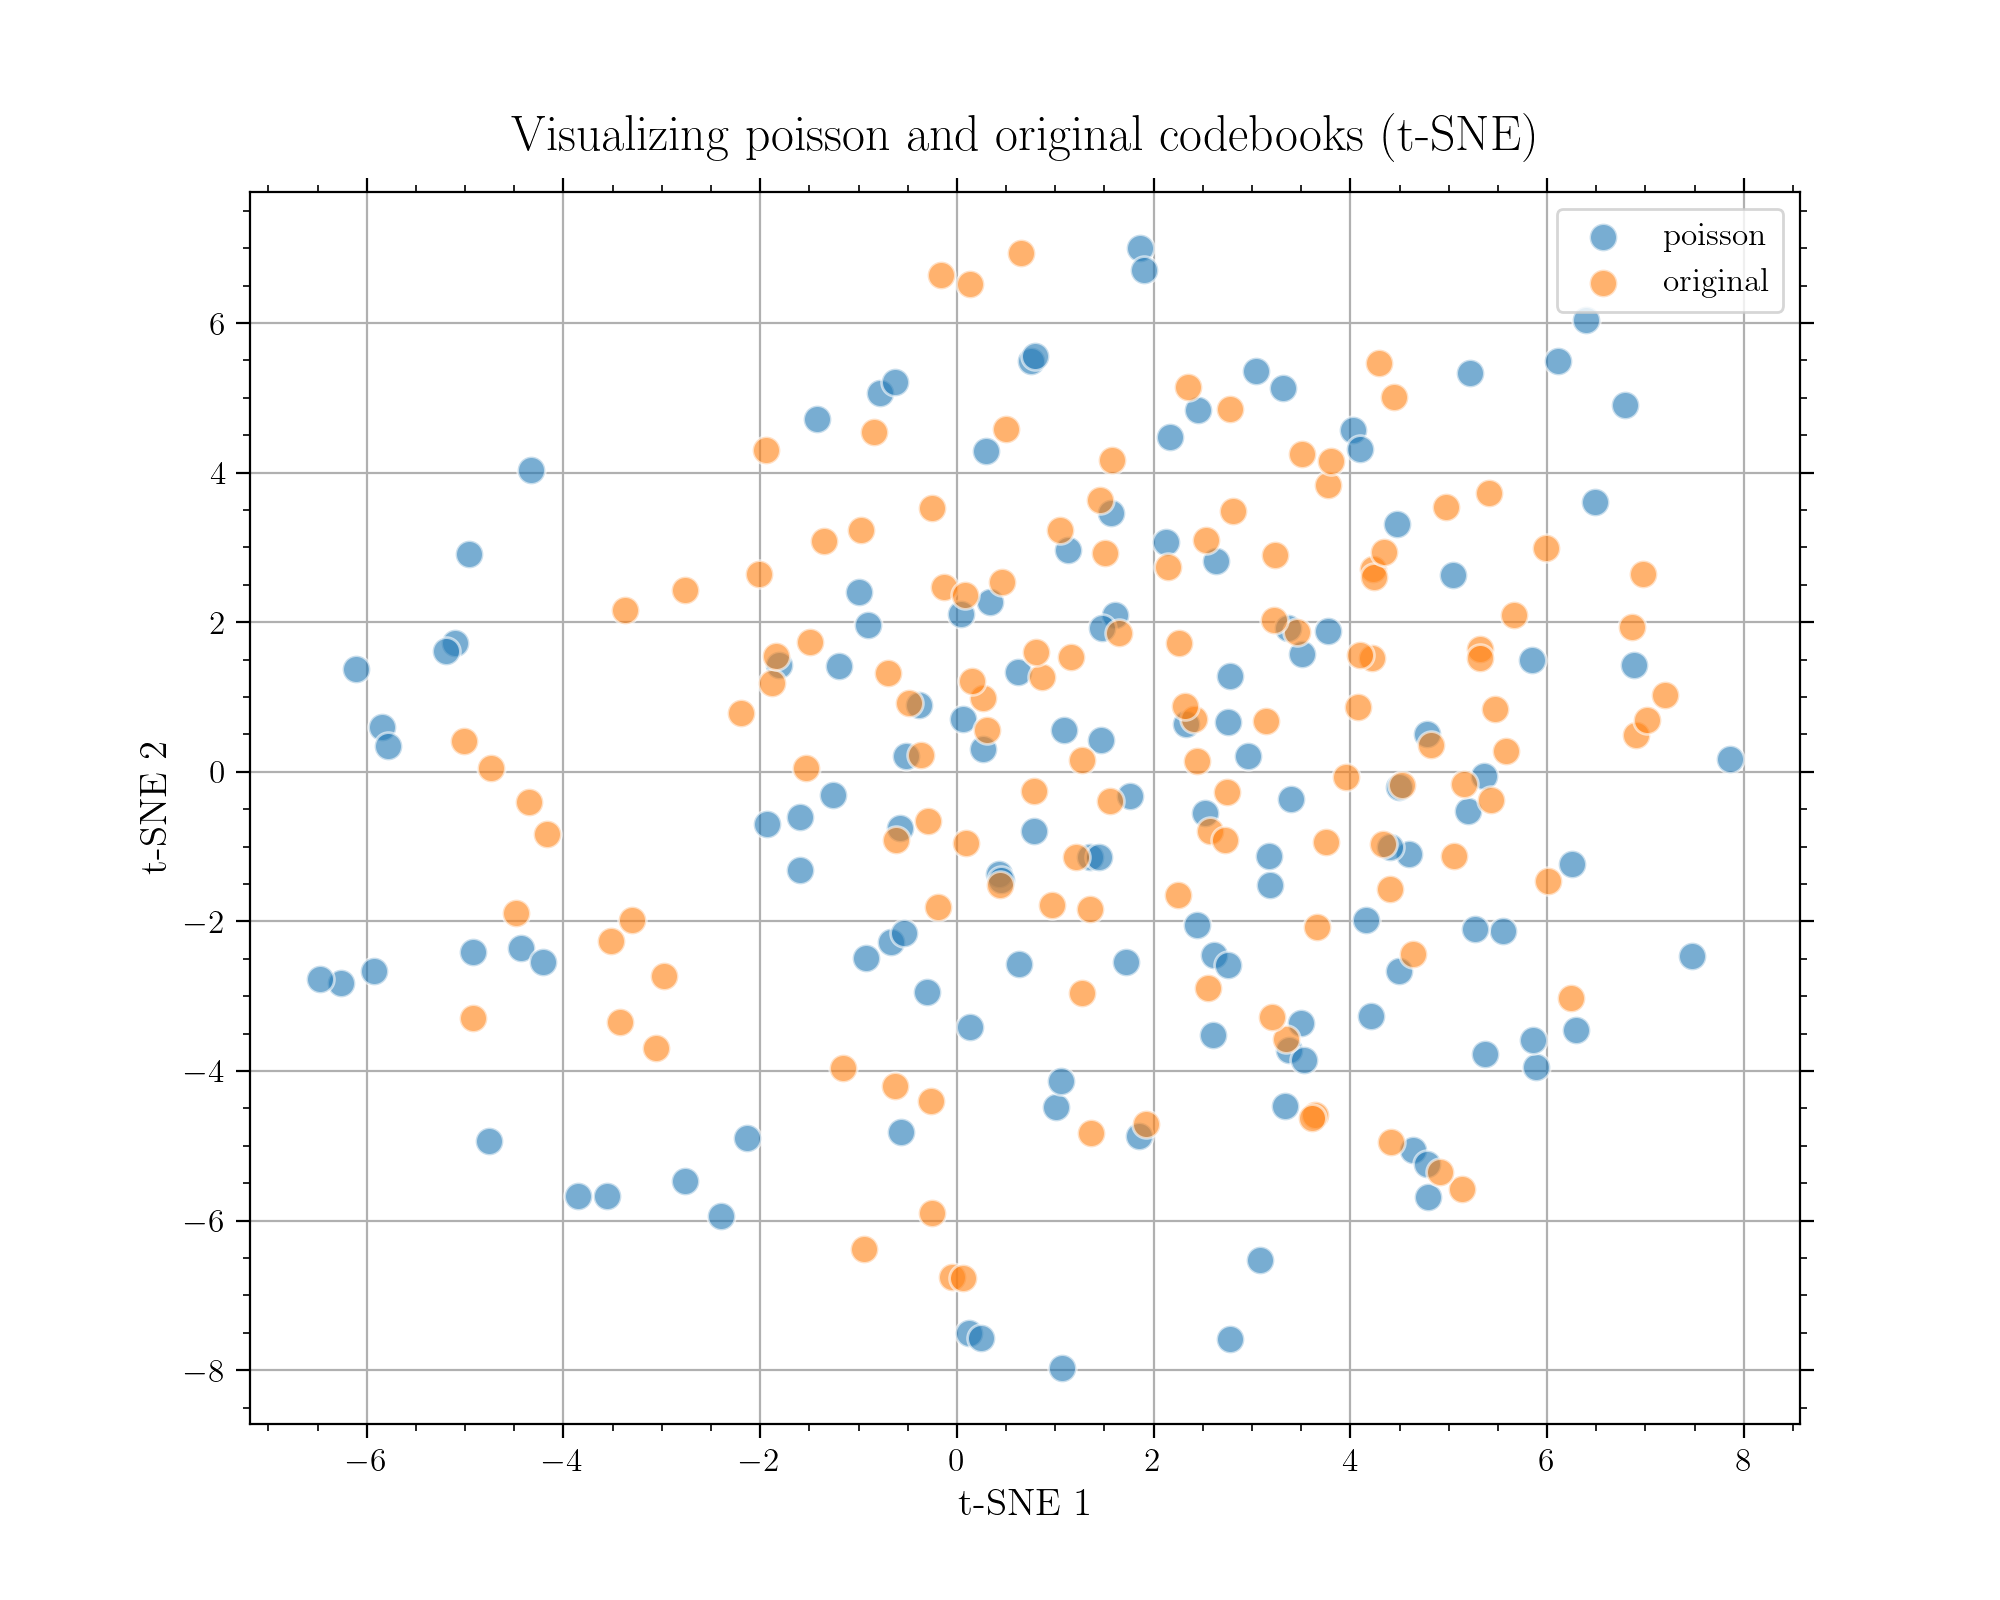 Visualizing poisson and original codebooks (t-SNE)
poisson
original
6
4
2
0
−2
−4
−6
−8
t-SNE 2
−6 −4 −2 0 2 4 6 8
t-SNE 1